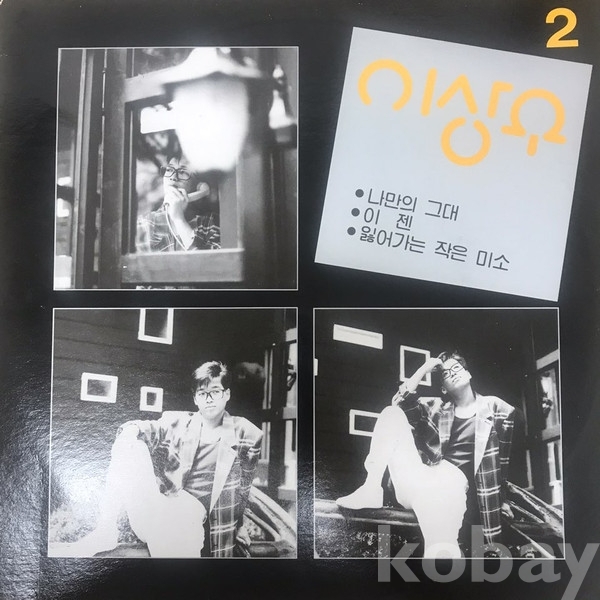 2
이상우
● 나만의 그대
● 이 젠
● 잃어가는 작은 미소
kobay